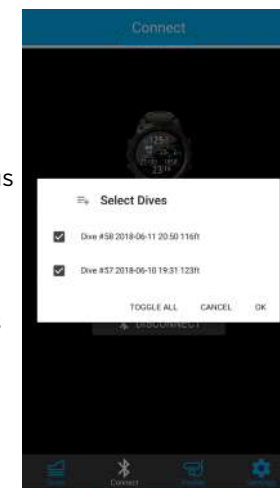 Connect
Select Dives
Dive #58 2018-06-11 20:50 116ft
Dive #57 2018-06-10 19:31 123ft
TOGGLE ALL CANCEL OK
DISCONNECT
Connect